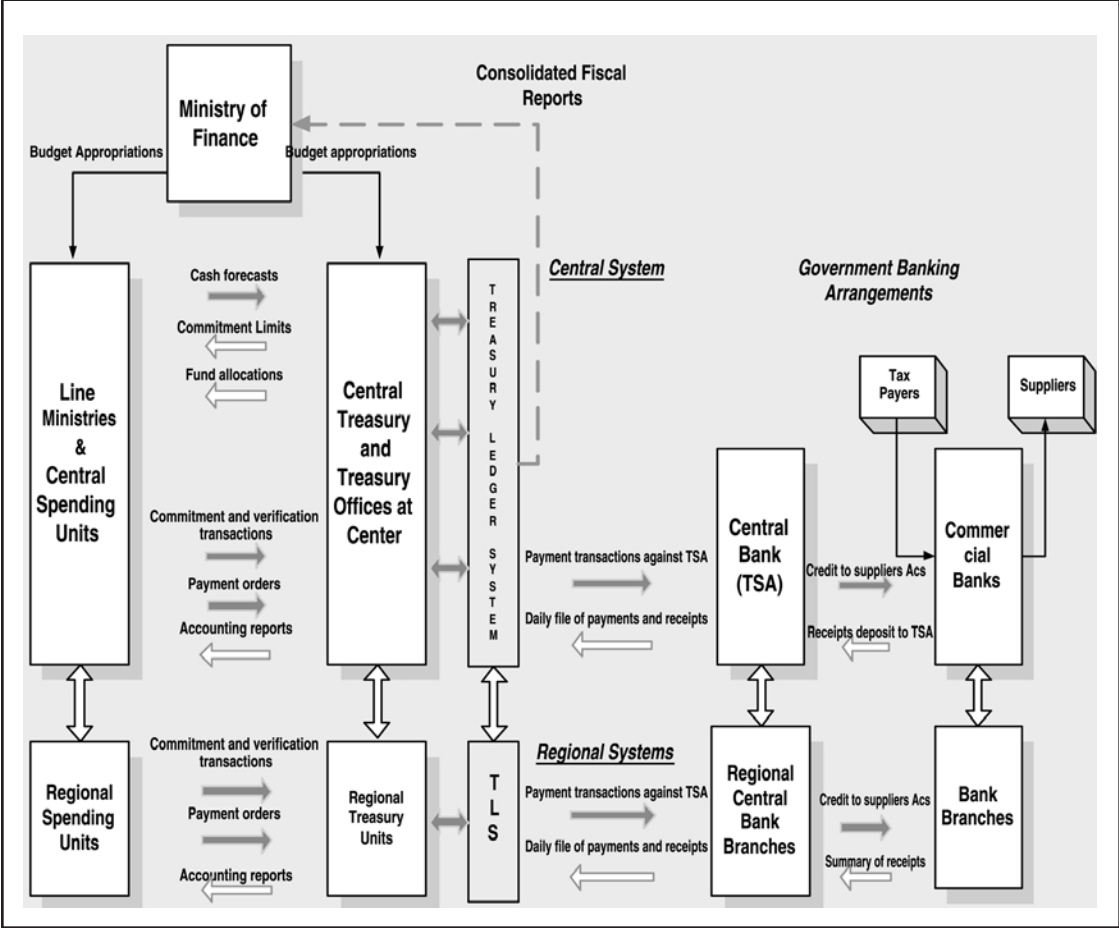 Consolidated Fiscal
Reports
Ministry of
Finance
Budget Appropriations
Budget appropriations
Central System
Government Banking
Arrangements
Line
Ministries
&
Central
Spending
Units
Cash forecasts
Commitment Limits
Fund allocations
Commitment and verification
transactions
Payment orders
Accounting reports
Central
Treasury
and
Treasury
Offices at
Center
TREASURY LEDGER SYSTEM
Payment transactions against TSA
Daily file of payments and receipts
Tax
Payers
Suppliers
Central
Bank
(TSA)
Credit to suppliers Acs
Receipts deposit to TSA
Commer
cial
Banks
Regional
Spending
Units
Commitment and verification
transactions
Payment orders
Accounting reports
Regional
Treasury
Units
TLS
Regional Systems
Payment transactions against TSA
Daily file of payments and receipts
Regional
Central
Bank
Branches
Credit to suppliers Acs
Summary of receipts
Bank
Branches